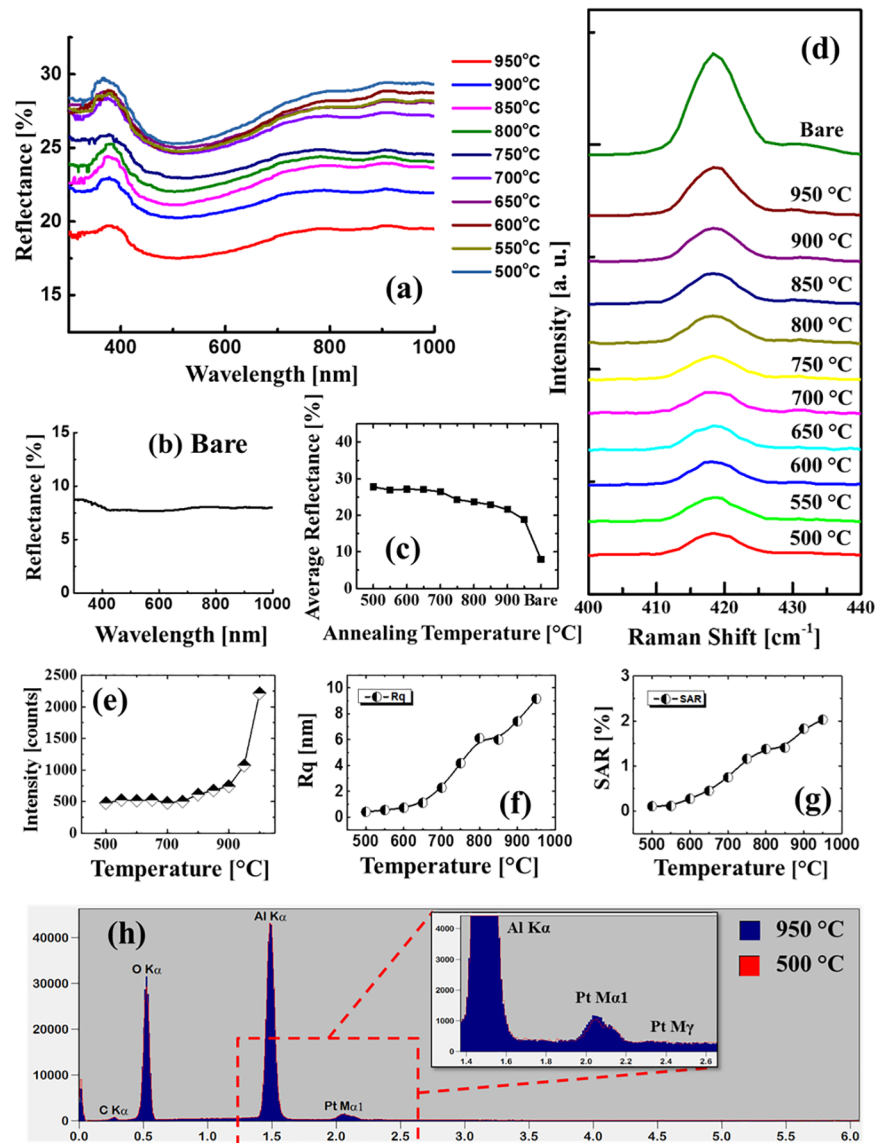 30
25
20
15
Reflectance [%]
400
600
800
1000
Wavelength [nm]
(a)
950°C
900°C
850°C
800°C
750°C
700°C
650°C
600°C
550°C
500°C
(d)
Bare
950 °C
900 °C
850 °C
800 °C
750 °C
700 °C
650 °C
600 °C
550 °C
500 °C
Intensity [a. u.]
400
410
420
430
440
Raman Shift [cm⁻¹]
(b) Bare
15
10
5
0
Reflectance [%]
400
600
800
1000
Wavelength [nm]
(c)
40
30
20
10
0
Average Reflectance [%]
500
600
700
800
900
Bare
Annealing Temperature [°C]
(e)
2500
2000
1500
1000
500
0
Intensity [counts]
500
700
900
Temperature [°C]
(f)
Rq
10
8
6
4
2
0
Rq [nm]
500
600
700
800
900
1000
Temperature [°C]
(g)
SAR
3
2
1
0
SAR [%]
500
600
700
800
900
1000
Temperature [°C]
(h)
40000
30000
20000
10000
0
C Kα
O Kα
Al Kα
Pt Mα1
0.0
0.5
1.0
1.5
2.0
2.5
3.0
3.5
4.0
4.5
5.0
5.5
6.0
4000
3000
2000
1000
0
Al Kα
Pt Mα1
Pt Mγ
1.4
1.6
1.8
2.0
2.2
2.4
2.6
950 °C
500 °C